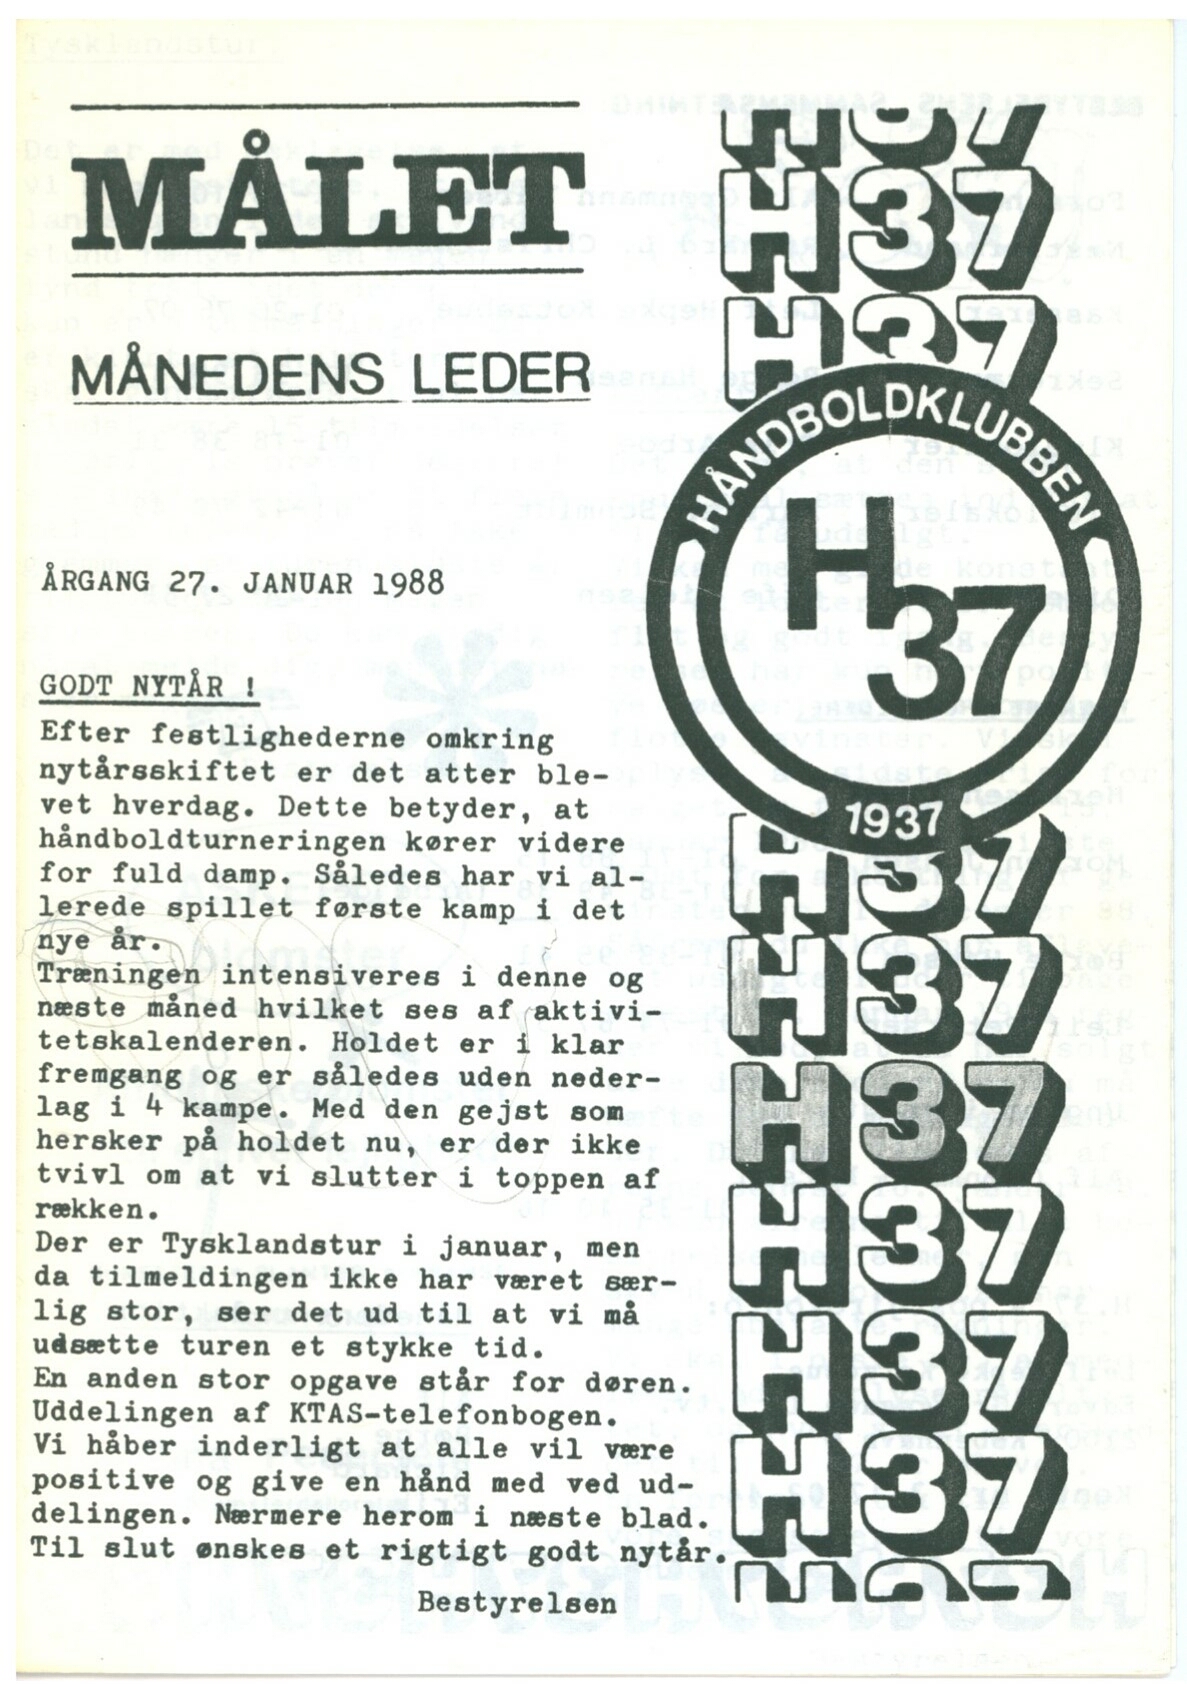 MÅLET
MÅNEDENS LEDER
ÅRGANG 27. JANUAR 1988
GODT NYTÅR !
Efter festlighederne omkring
nytårsskiftet er det atter ble-
vet hverdag. Dette betyder, at
håndboldturneringen kører videre
for fuld damp. Således har vi al-
lerede spillet første kamp i det
nye år.
Træningen intensiveres i denne og
næste måned hvilket ses af aktivi-
tetskalenderen. Holdet er i klar
fremgang og er således uden neder-
lag i 4 kampe. Med den gejst som
hersker på holdet nu, er der ikke
tvivl om at vi slutter i toppen af
rækken.
Der er Tysklandstur i januar, men
da tilmeldingen ikke har været sær-
lig stor, ser det ud til at vi må
udsætte turen et stykke tid.
En anden stor opgave står for døren.
Uddelingen af KTAS-telefonbogen.
Vi håber inderligt at alle vil være
positive og give en hånd med ved ud-
delingen. Nærmere herom i næste blad.
Til slut ønskes et rigtigt godt nytår.
Bestyrelsen
H37
H37
H37
HÅNDBOLDKLUBBEN
H
37
1937
H37
H37
H37
H37
H37
H37
H37